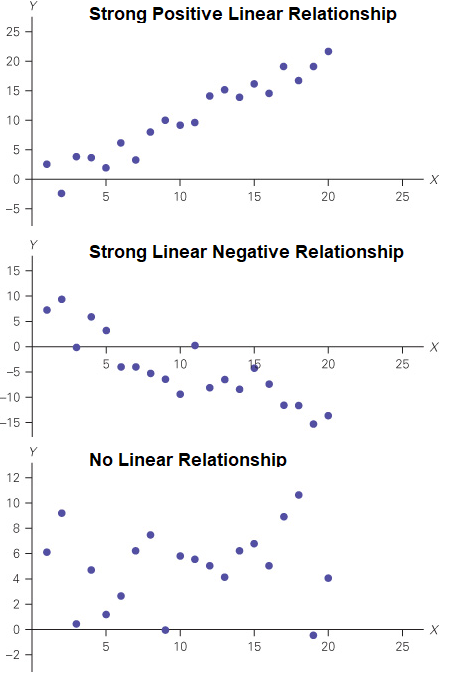 Y
Strong Positive Linear Relationship
25
20
15
10
5
0
-5
5 10 15 20 25 X
Y
Strong Linear Negative Relationship
15
10
5
0
-5
-10
-15
5 10 15 20 25 X
Y
No Linear Relationship
12
10
8
6
4
2
0
-2
5 10 15 20 25 X